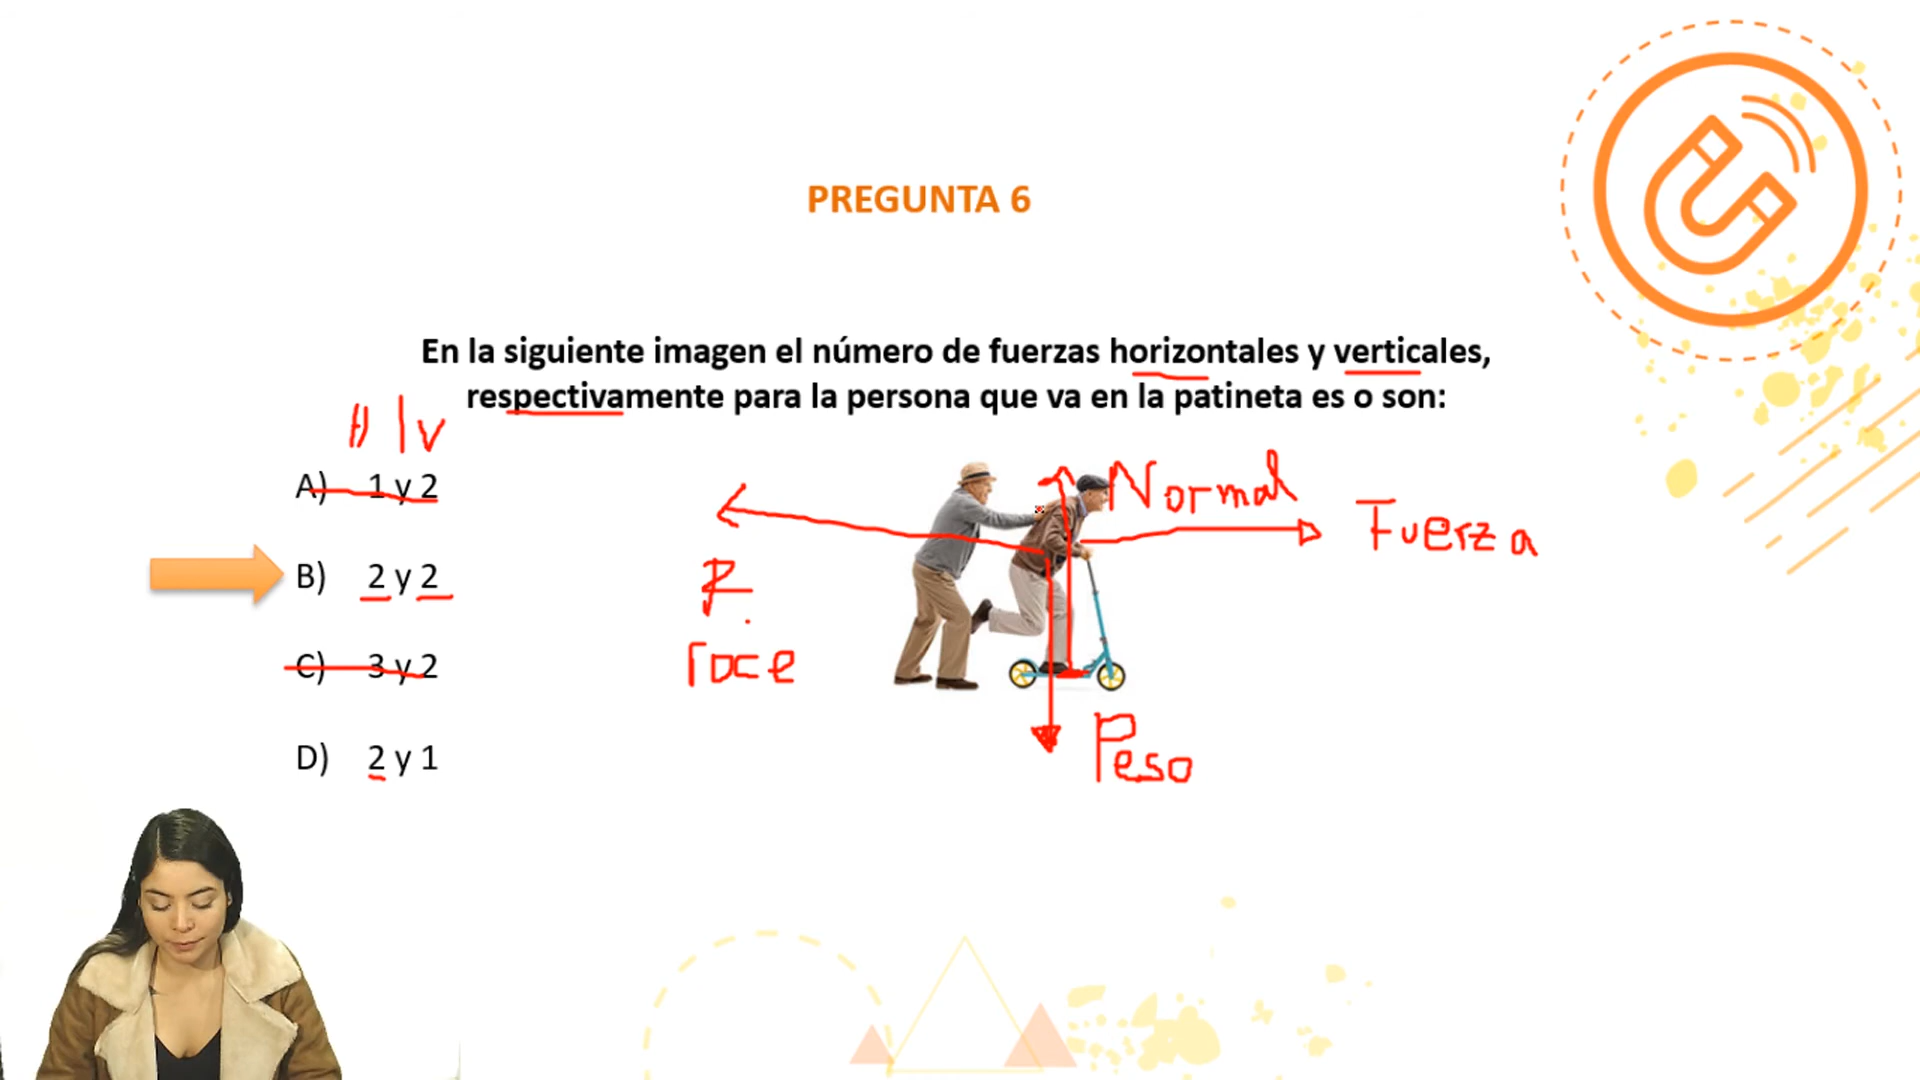 PREGUNTA 6
En la siguiente imagen el número de fuerzas horizontales y verticales,
respectivamente para la persona que va en la patineta es o son:
H | v
A) 1 y 2
B) 2 y 2
C) 3 y 2
D) 2 y 1
Normal
Fuerza
F.
roce
Peso